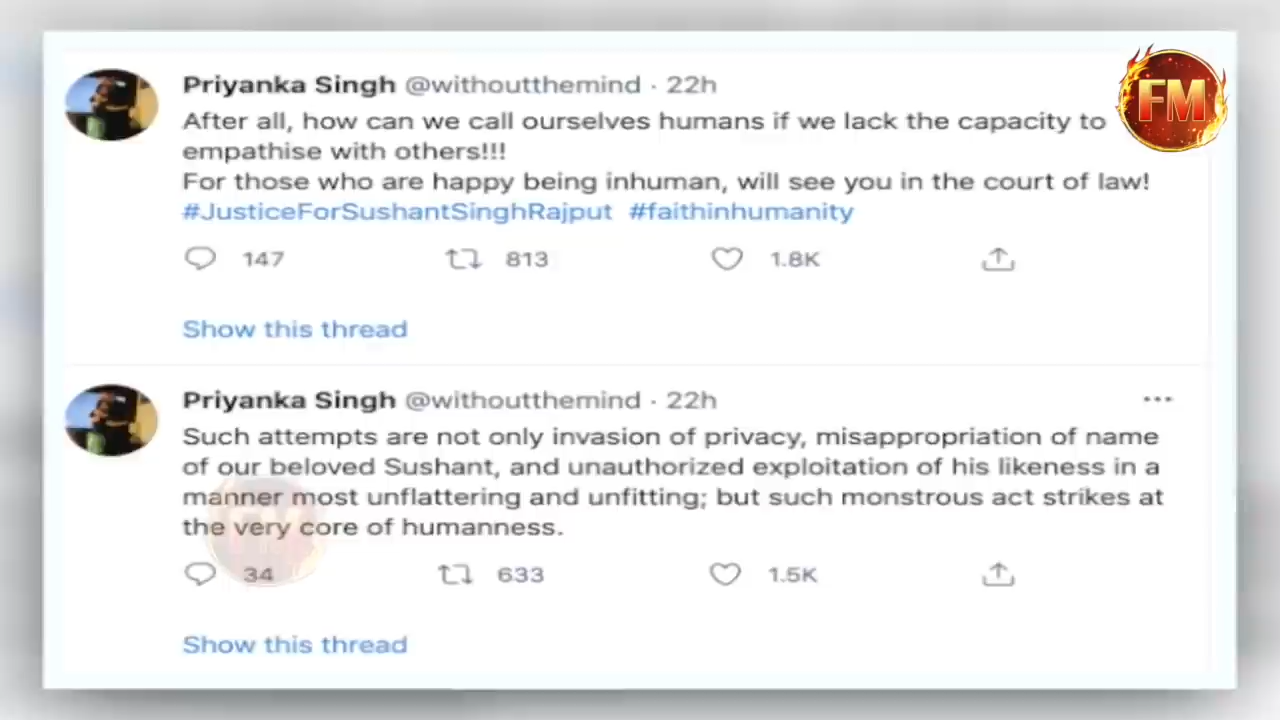 Priyanka Singh @withoutthemind · 22h
After all, how can we call ourselves humans if we lack the capacity to
empathise with others!!!
For those who are happy being inhuman, will see you in the court of law!
#JusticeForSushantSinghRajput #faithinhumanity
147 813 1.8K
Show this thread
Priyanka Singh @withoutthemind · 22h
Such attempts are not only invasion of privacy, misappropriation of name
of our beloved Sushant, and unauthorized exploitation of his likeness in a
manner most unflattering and unfitting; but such monstrous act strikes at
the very core of humanness.
34 633 1.5K
Show this thread
FM
FM